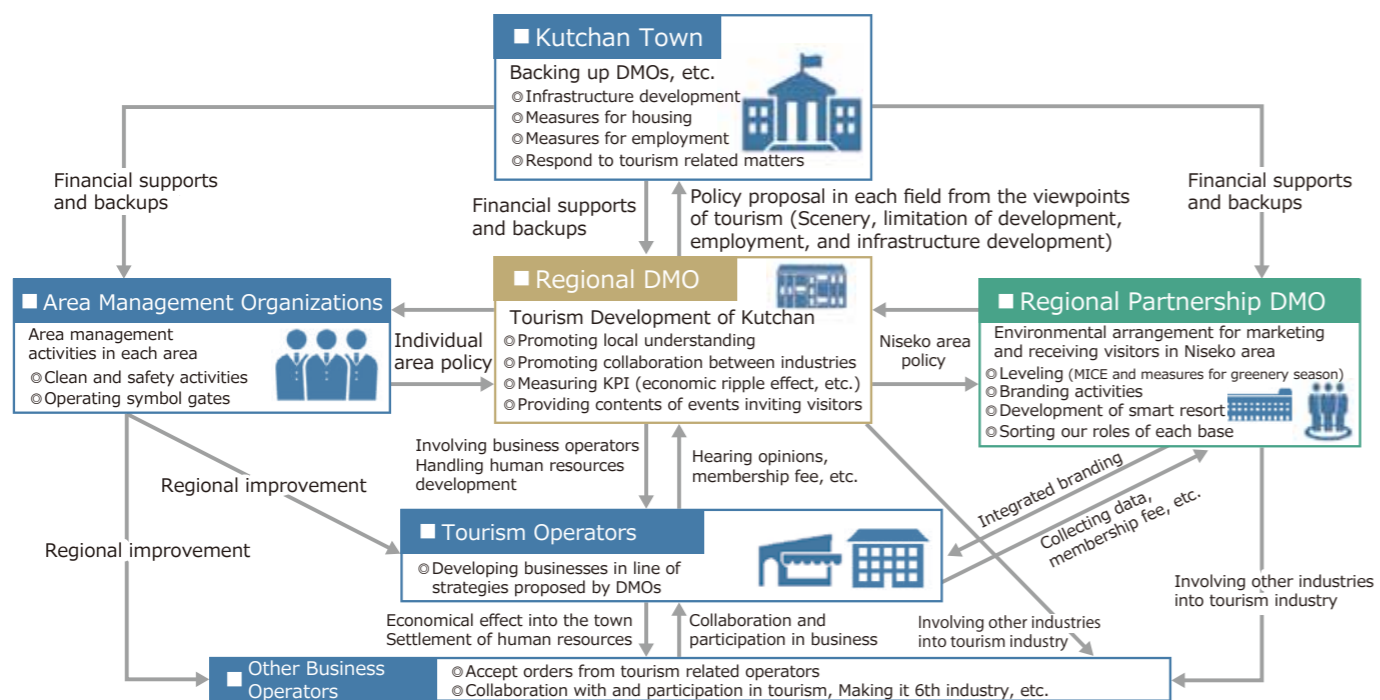 ■ Kutchan Town
Backing up DMOs, etc.
◎Infrastructure development
◎Measures for housing
◎Measures for employment
◎Respond to tourism related matters
Financial supports
and backups
Financial supports
and backups
Policy proposal in each field from the viewpoints
of tourism (Scenery, limitation of development,
employment, and infrastructure development)
Financial supports
and backups
■ Area Management Organizations
Area management
activities in each area
◎Clean and safety activities
◎Operating symbol gates
Individual
area policy
■ Regional DMO
Tourism Development of Kutchan
◎Promoting local understanding
◎Promoting collaboration between industries
◎Measuring KPI (economic ripple effect, etc.)
◎Providing contents of events inviting visitors
Niseko area
policy
■ Regional Partnership DMO
Environmental arrangement for marketing
and receiving visitors in Niseko area
◎Leveling (MICE and measures for greenery season)
◎Branding activities
◎Development of smart resort
◎Sorting our roles of each base
Involving business operators
Handling human resources
development
Hearing opinions,
membership fee, etc.
Integrated branding
Collecting data,
membership fee, etc.
Regional improvement
Regional improvement
■ Tourism Operators
◎Developing businesses in line of
strategies proposed by DMOs
Economical effect into the town
Settlement of human resources
Collaboration and
participation in business
Involving other industries
into tourism industry
Involving other industries
into tourism industry
■ Other Business
Operators
◎Accept orders from tourism related operators
◎Collaboration with and participation in tourism, Making it 6th industry, etc.